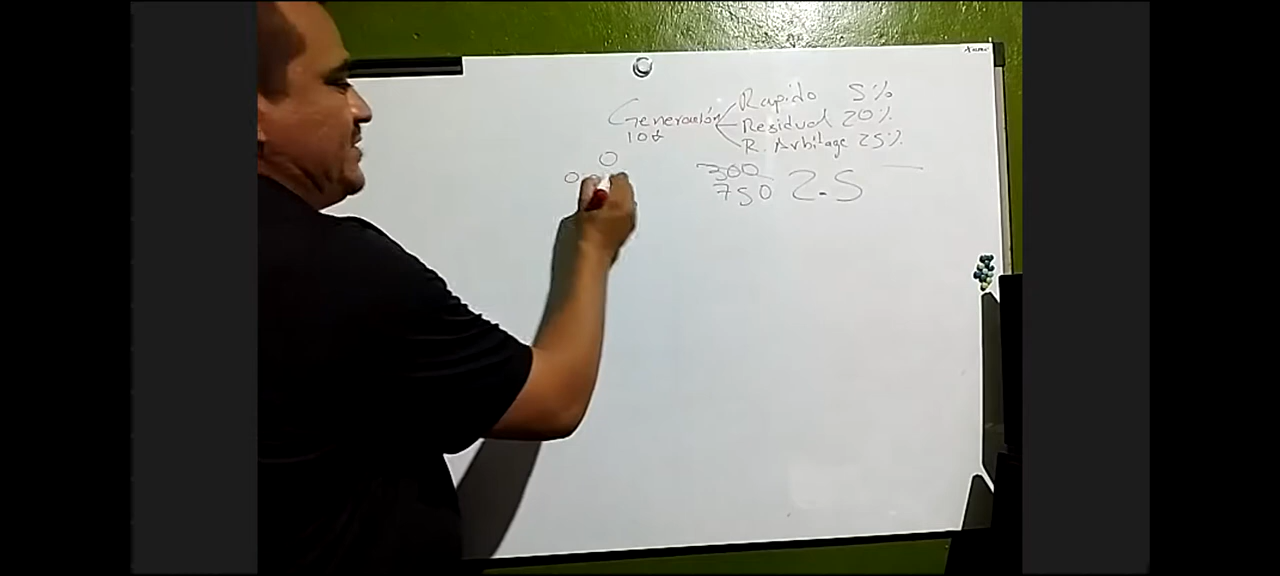 Rapido 5%
Generación Residual 20%
10
R. Arbitage 25%
300
750 2.5